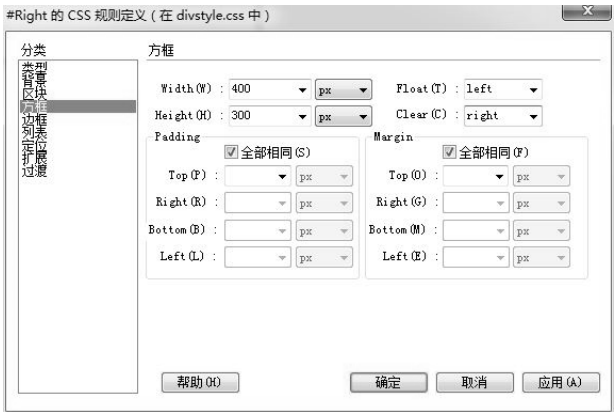 #Right 的 CSS 规则定义 ( 在 divstyle.css 中 )
分类
类型
背景
区块
方框
边框
列表
定位
扩展
过渡
方框
Width(W) : 400 px
Float(T) : left
Height(H) : 300 px
Clear(C) : right
Padding
全部相同(S)
Top(P) : px
Right(R) : px
Bottom(B) : px
Left(L) : px
Margin
全部相同(F)
Top(O) : px
Right(G) : px
Bottom(M) : px
Left(E) : px
帮助(H)
确定
取消
应用(A)